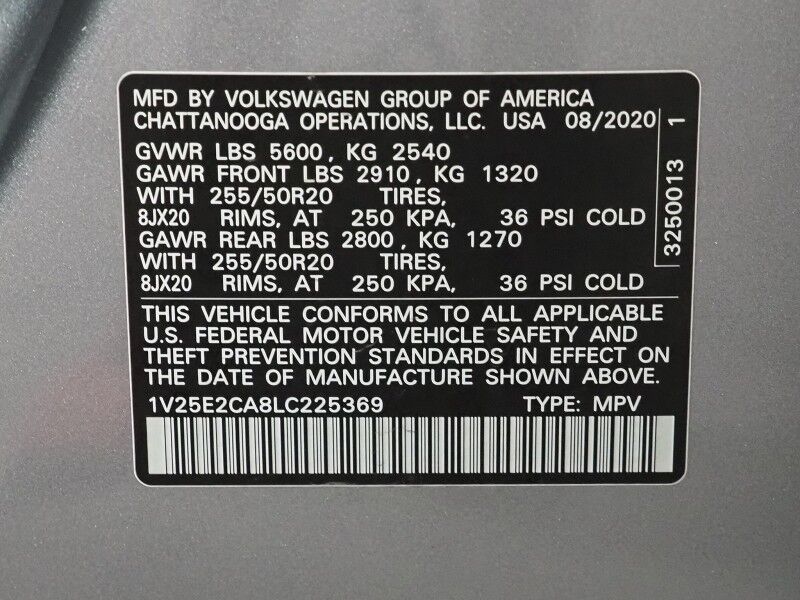 MFD BY VOLKSWAGEN GROUP OF AMERICA
CHATTANOOGA OPERATIONS, LLC. USA 08/2020
GVWR LBS 5600, KG 2540
GAWR FRONT LBS 2910, KG 1320
WITH 255/50R20 TIRES,
8JX20 RIMS, AT 250 KPA, 36 PSI COLD
GAWR REAR LBS 2800, KG 1270
WITH 255/50R20 TIRES,
8JX20 RIMS, AT 250 KPA, 36 PSI COLD
3250013 1
THIS VEHICLE CONFORMS TO ALL APPLICABLE
U.S. FEDERAL MOTOR VEHICLE SAFETY AND
THEFT PREVENTION STANDARDS IN EFFECT ON
THE DATE OF MANUFACTURE SHOWN ABOVE.
1V25E2CA8LC225369 TYPE: MPV